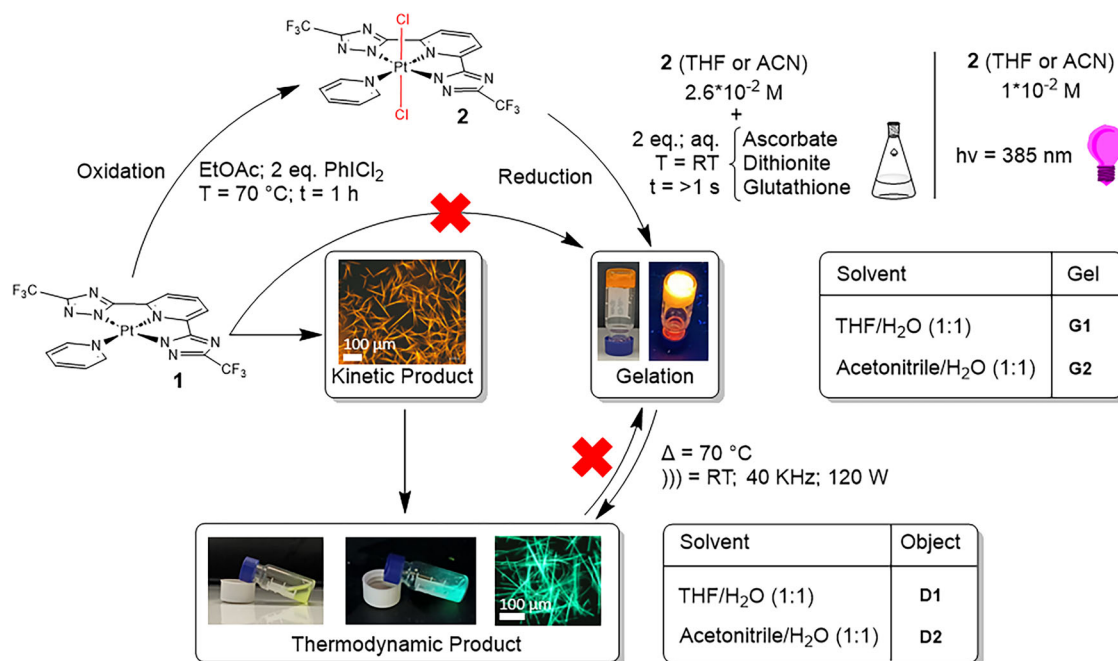 F₃C
N
N
N
N
N
Pt
N
N
N
N
CF₃
Cl
Cl
2
Oxidation
EtOAc; 2 eq. PhICl₂
T = 70 °C; t = 1 h
Reduction
2 (THF or ACN)
2.6*10⁻² M
+
2 eq.; aq.
T = RT
t = >1 s
Ascorbate
Dithionite
Glutathione
2 (THF or ACN)
1*10⁻² M
hv = 385 nm
F₃C
N
N
N
N
N
Pt
N
N
N
N
CF₃
1
100 µm
Kinetic Product
Gelation
Solvent Gel
THF/H₂O (1:1) G1
Acetonitrile/H₂O (1:1) G2
Δ = 70 °C
))) = RT; 40 KHz; 120 W
100 µm
Thermodynamic Product
Solvent Object
THF/H₂O (1:1) D1
Acetonitrile/H₂O (1:1) D2